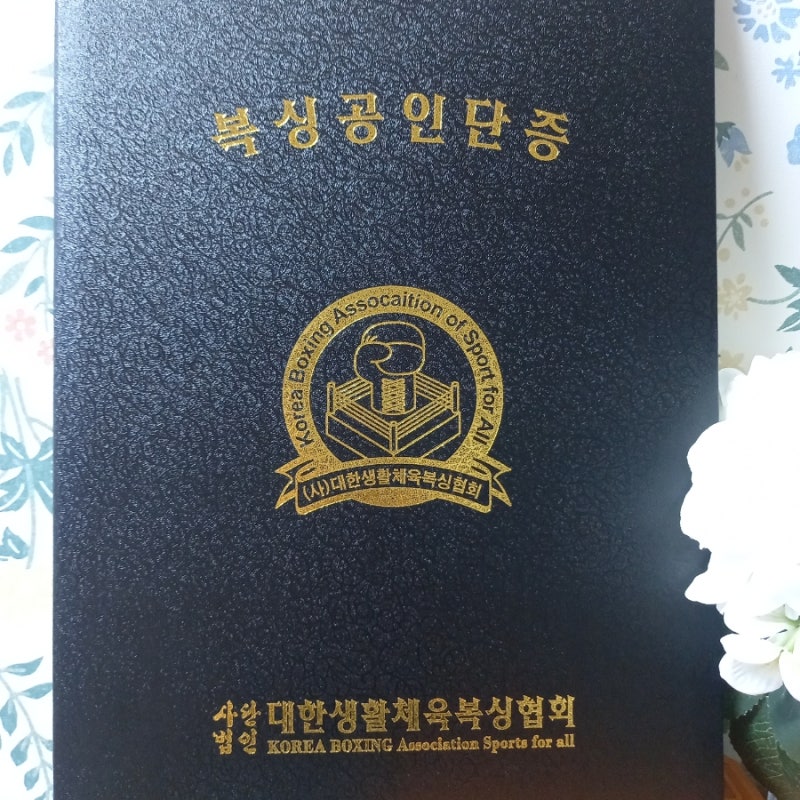 복싱공인단증
Korea Boxing Assocaition of Sport for All
(사)대한생활체육복싱협회
사단
법인
대한생활체육복싱협회
KOREA BOXING Association Sports for all